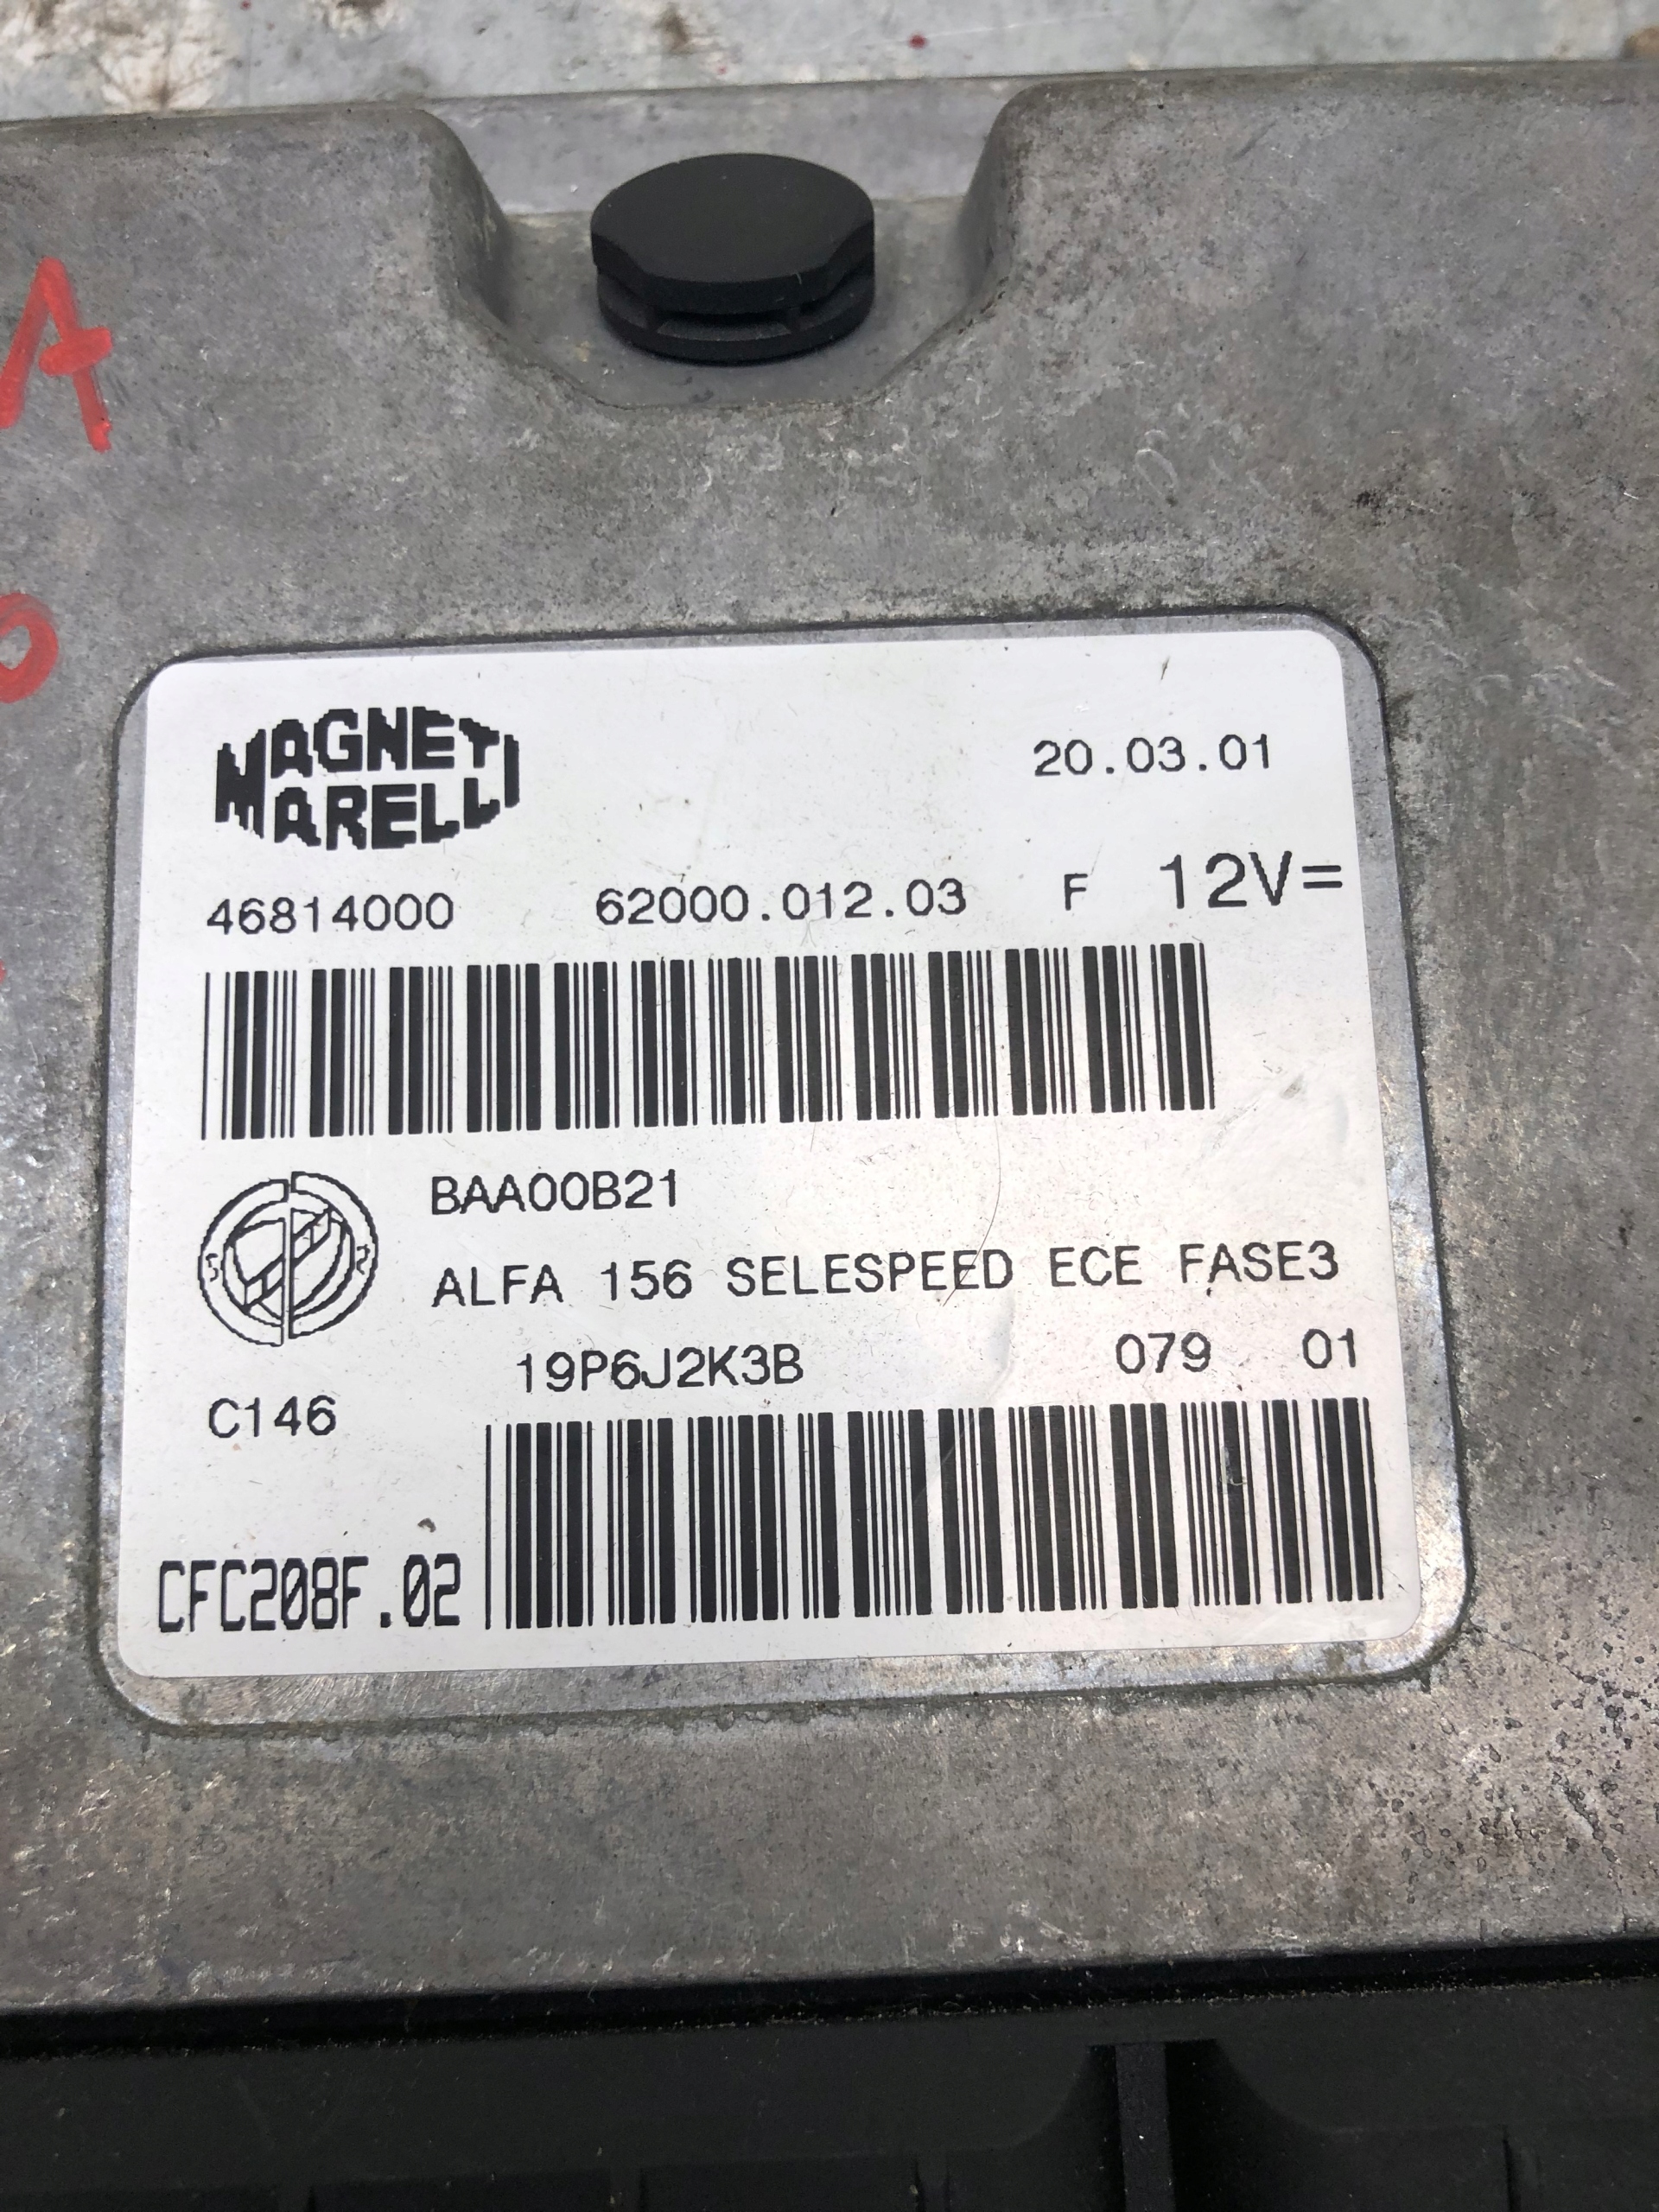 A
MAGNETI
MARELLI
20.03.01
46814000 62000.012.03 F 12V=
BAA00B21
ALFA 156 SELESPEED ECE FASE3
19P6J2K3B 079 01
C146
CFC208F.02